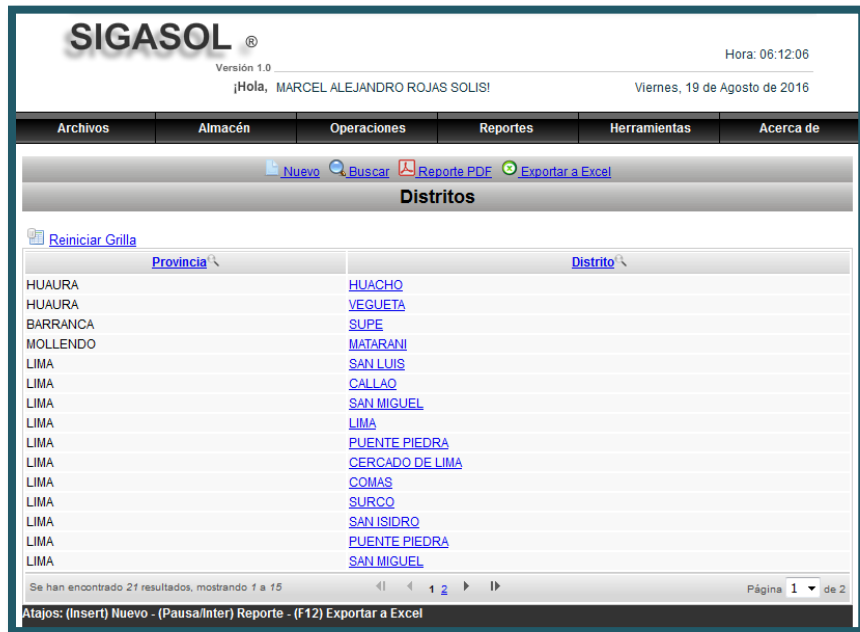 SIGASOL ®
Versión 1.0
Hora: 06:12:06
¡Hola, MARCEL ALEJANDRO ROJAS SOLIS!
Viernes, 19 de Agosto de 2016
Archivos Almacén Operaciones Reportes Herramientas Acerca de
Nuevo Buscar Reporte PDF Exportar a Excel
Distritos
Reiniciar Grilla
Provincia Distrito
HUAURA HUACHO
HUAURA VEGUETA
BARRANCA SUPE
MOLLENDO MATARANI
LIMA SAN LUIS
LIMA CALLAO
LIMA SAN MIGUEL
LIMA LIMA
LIMA PUENTE PIEDRA
LIMA CERCADO DE LIMA
LIMA COMAS
LIMA SURCO
LIMA SAN ISIDRO
LIMA PUENTE PIEDRA
LIMA SAN MIGUEL
Se han encontrado 21 resultados, mostrando 1 a 15 1 2 Página 1 de 2
Atajos: (Insert) Nuevo - (Pausa/Inter) Reporte - (F12) Exportar a Excel